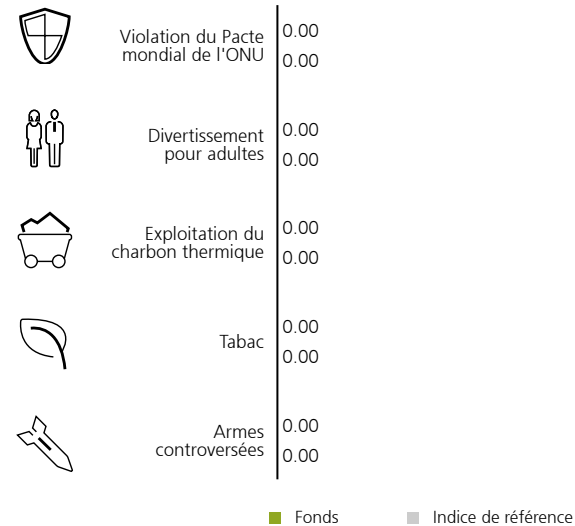 Violation du Pacte
mondial de l'ONU
0.00
0.00
Divertissement
pour adultes
0.00
0.00
Exploitation du
charbon thermique
0.00
0.00
Tabac
0.00
0.00
Armes
controversées
0.00
0.00
Fonds
Indice de référence